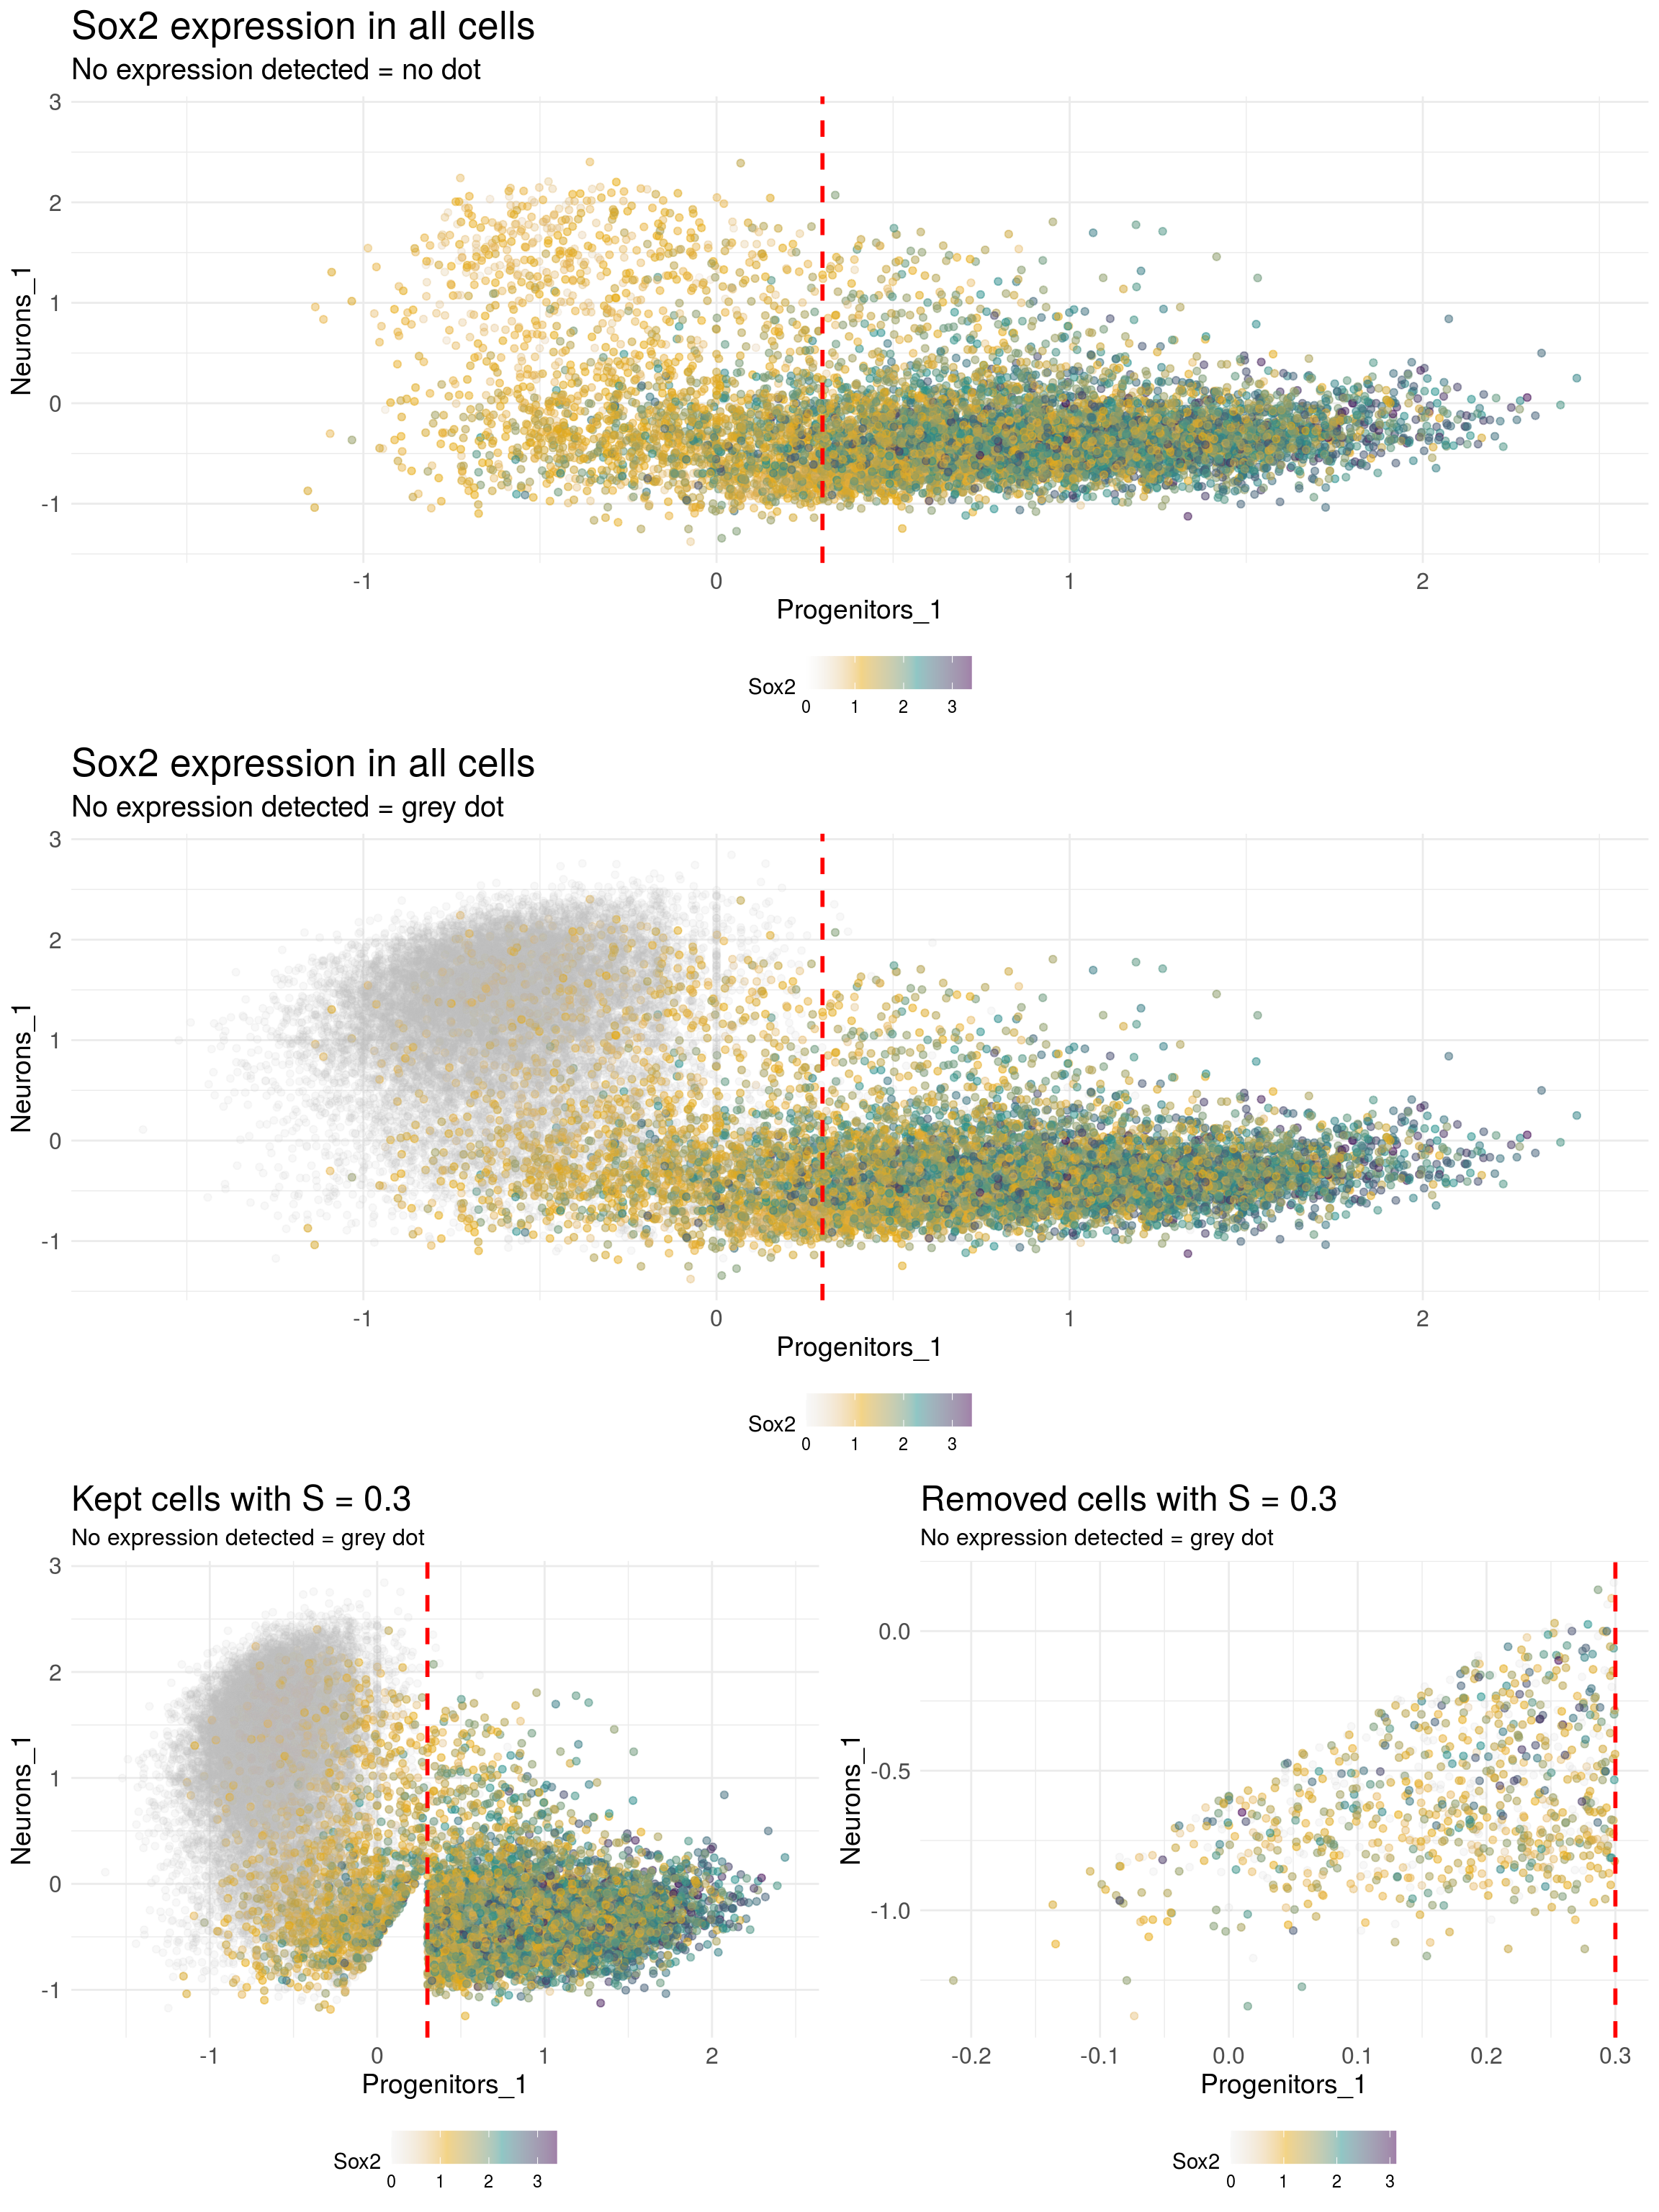 Sox2 expression in all cells
No expression detected = no dot
3
2
1
0
-1
Neurons_1
-1 0 1 2
Progenitors_1
Sox2
0 1 2 3
Sox2 expression in all cells
No expression detected = grey dot
3
2
1
0
-1
Neurons_1
-1 0 1 2
Progenitors_1
Sox2
0 1 2 3
Kept cells with S = 0.3
No expression detected = grey dot
3
2
1
0
-1
Neurons_1
-1 0 1 2
Progenitors_1
Sox2
0 1 2 3
Removed cells with S = 0.3
No expression detected = grey dot
0.0
-0.5
-1.0
Neurons_1
-0.2 -0.1 0.0 0.1 0.2 0.3
Progenitors_1
Sox2
0 1 2 3